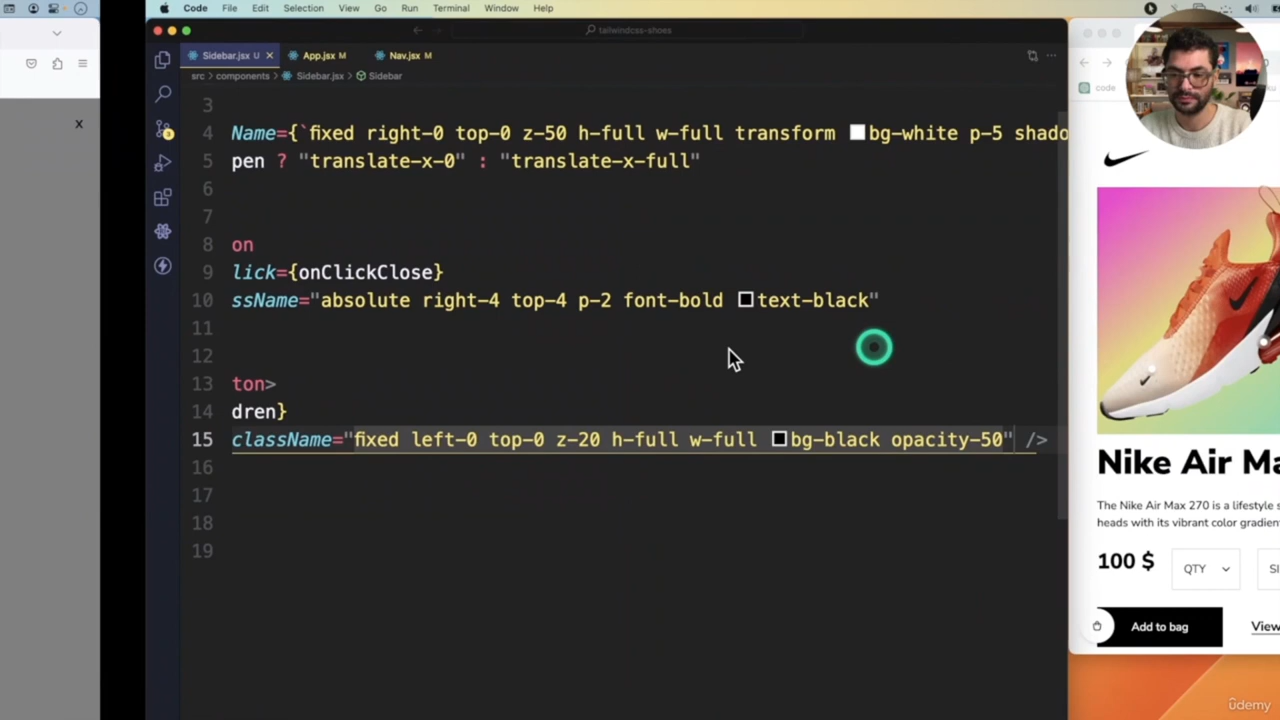 Code File Edit Selection View Go Run Terminal Window Help
tailwindcss-shoes
Sidebar.jsx U App.jsx M Nav.jsx M
src components Sidebar.jsx Sidebar
code
X
3
4 Name={`fixed right-0 top-0 z-50 h-full w-full transform bg-white p-5 shado
5 pen ? "translate-x-0" : "translate-x-full"
6
7
8 on
9 lick={onClickClose}
10 ssName="absolute right-4 top-4 p-2 font-bold text-black"
11
12
13 ton>
14 dren}
15 className="fixed left-0 top-0 z-20 h-full w-full bg-black opacity-50" />
16
17
18
19
Nike Air Ma
The Nike Air Max 270 is a lifestyle s
heads with its vibrant color gradien
100 $ QTY SI
Add to bag View
ûdemy